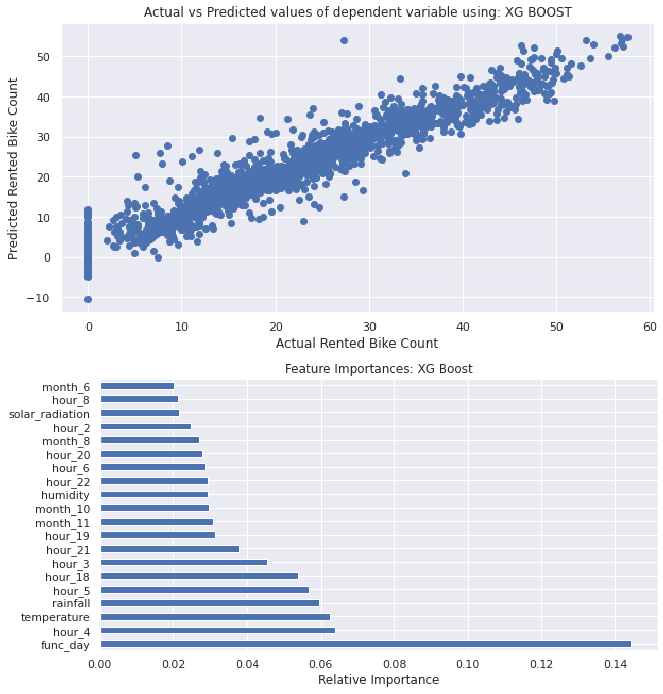 Actual vs Predicted values of dependent variable using: XG BOOST
50
40
30
20
10
0
−10
Predicted Rented Bike Count
0 10 20 30 40 50 60
Actual Rented Bike Count
Feature Importances: XG Boost
month_6
hour_8
solar_radiation
hour_2
month_8
hour_20
hour_6
hour_22
humidity
month_10
month_11
hour_19
hour_21
hour_3
hour_18
hour_5
rainfall
temperature
hour_4
func_day
0.00 0.02 0.04 0.06 0.08 0.10 0.12 0.14
Relative Importance